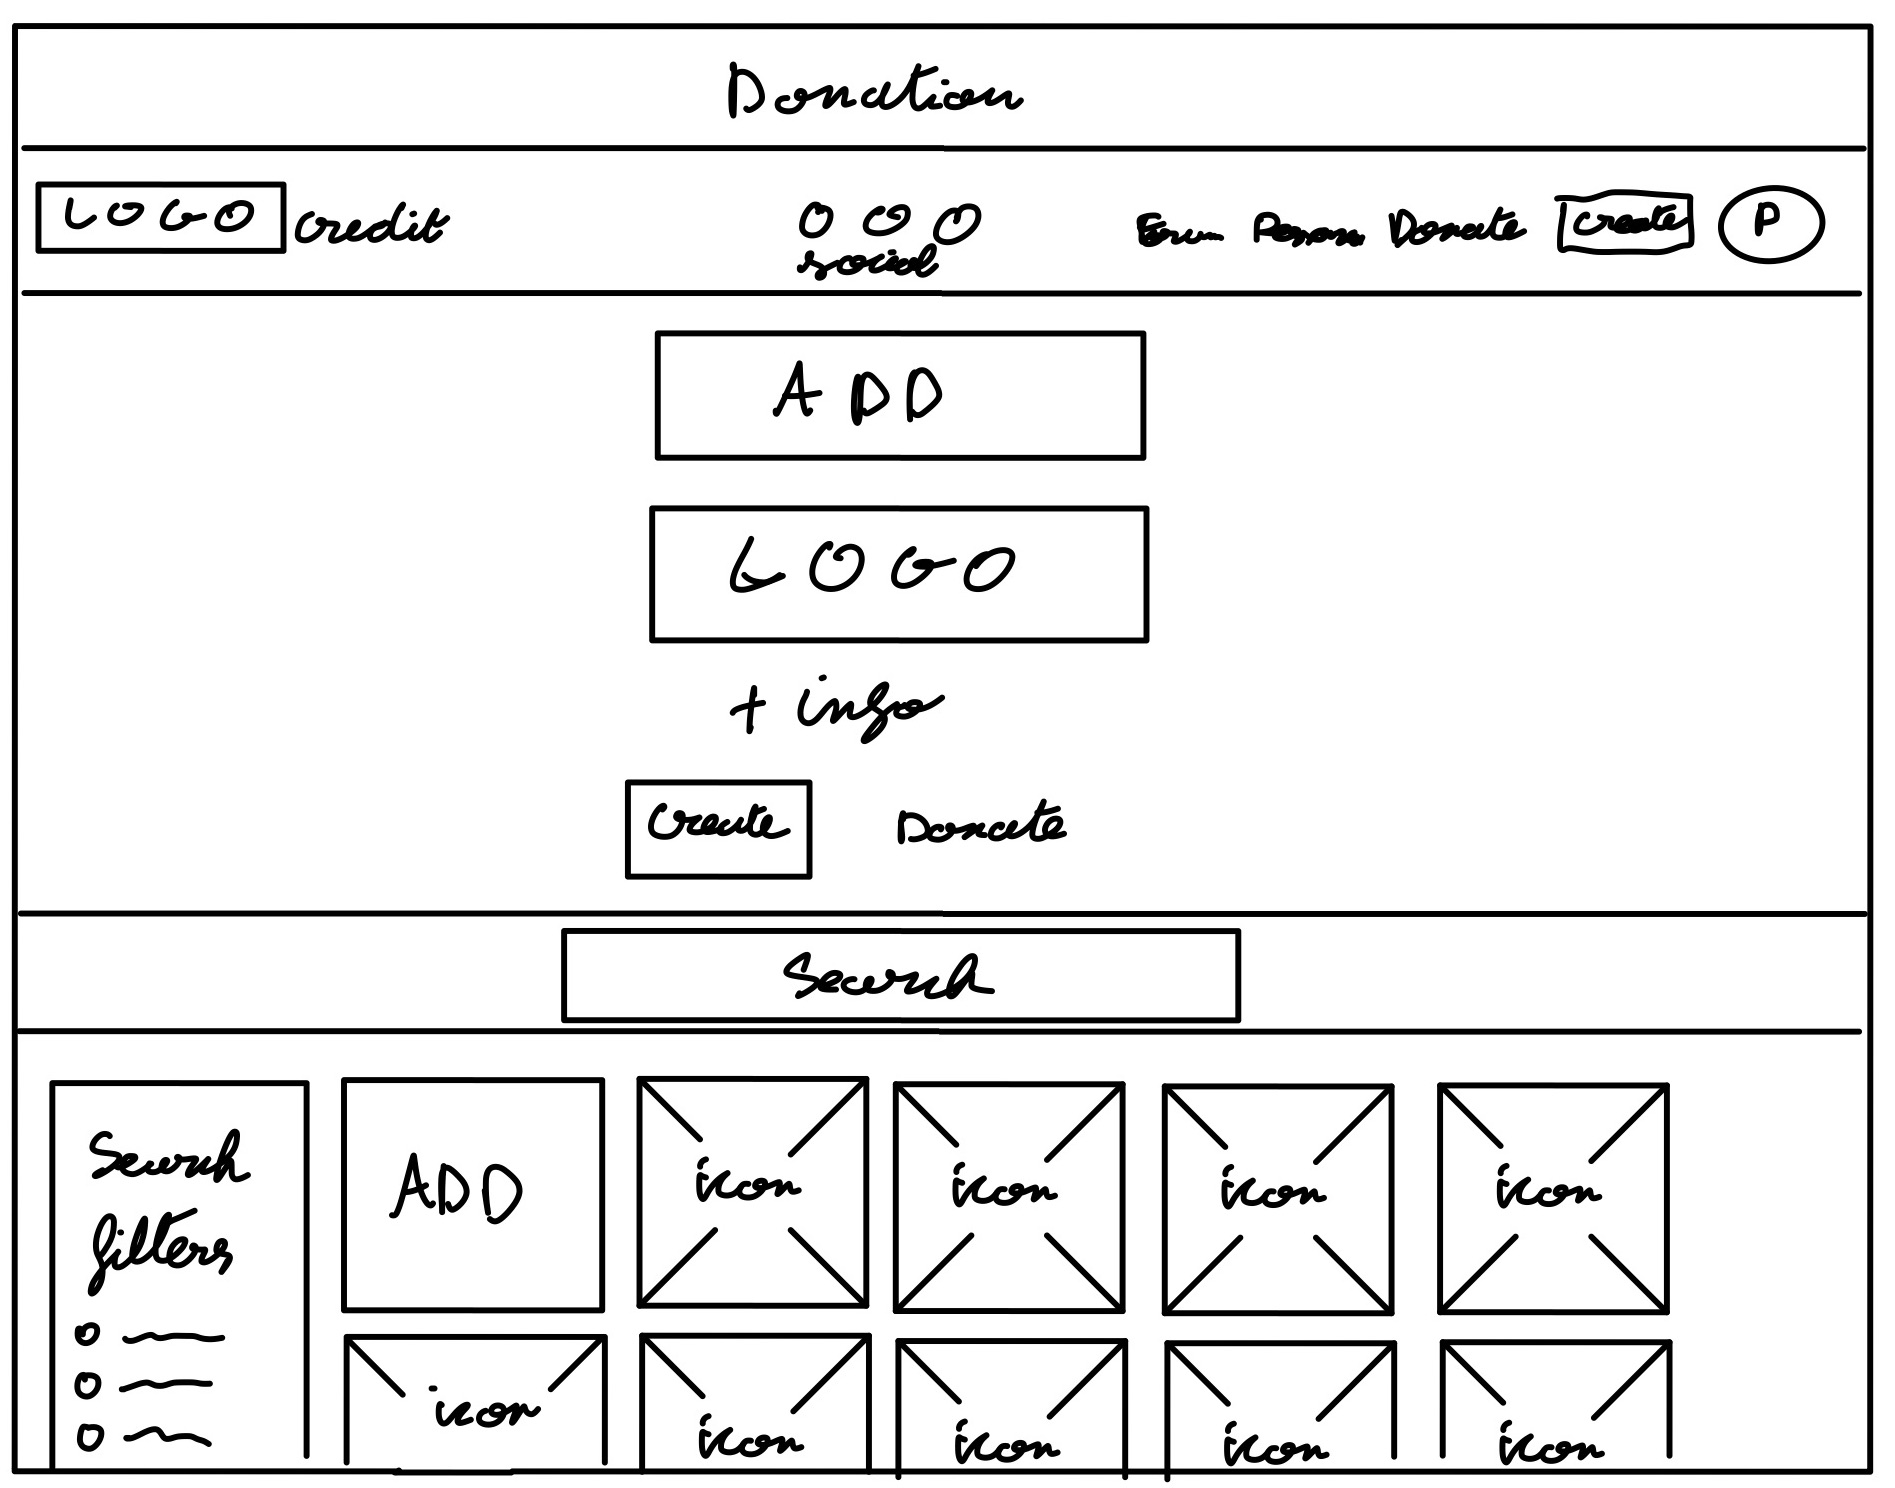 Donation
LOGO credit
social
Forum Donate Create P
ADD
LOGO
+ info
Create Donate
Search
Search
filters
ADD icon icon icon icon
icon icon icon icon icon